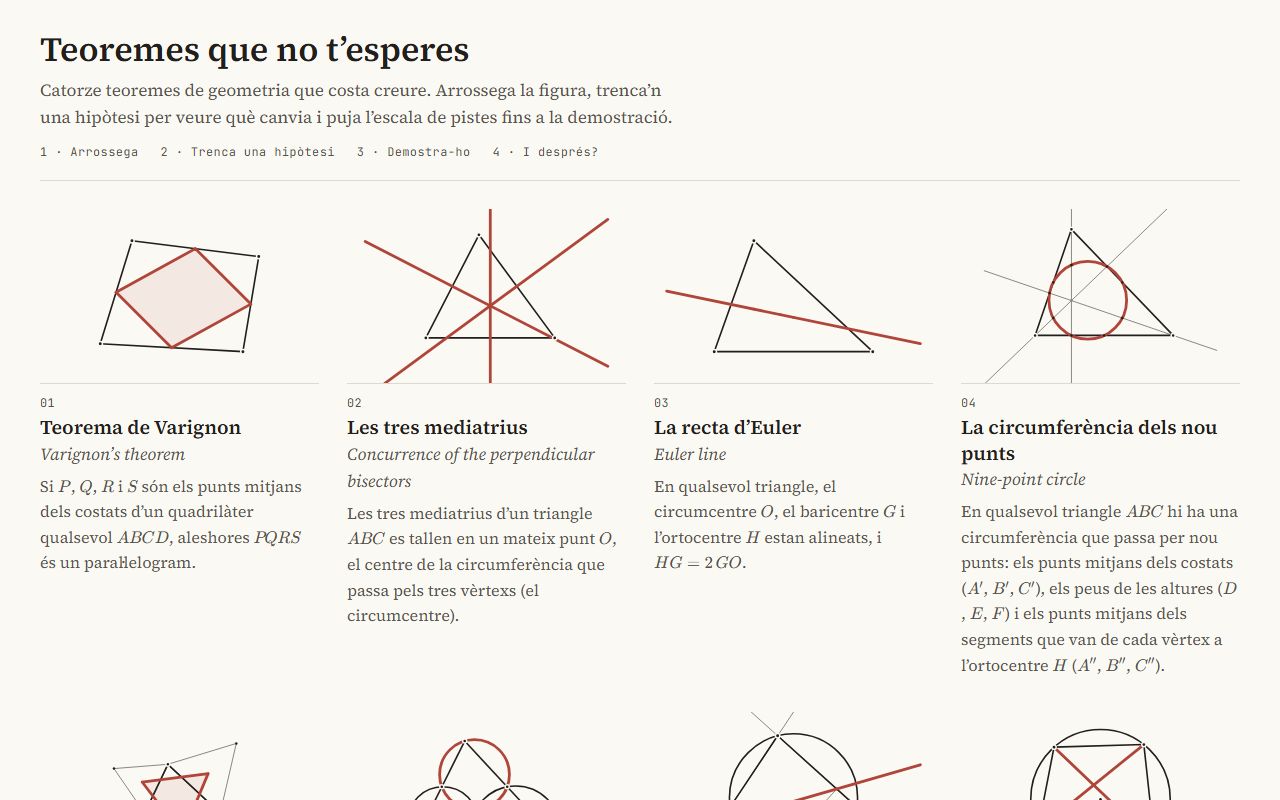 Teoremes que no t’esperes
Catorze teoremes de geometria que costa creure. Arrossega la figura, trenca’n
una hipòtesi per veure què canvia i puja l’escala de pistes fins a la demostració.
1 · Arrossega 2 · Trenca una hipòtesi 3 · Demostra-ho 4 · I després?
01
Teorema de Varignon
Varignon’s theorem
Si P, Q, R i S són els punts mitjans
dels costats d’un quadrilàter
qualsevol ABCD, aleshores PQRS
és un paraŀlelogram.
02
Les tres mediatrius
Concurrence of the perpendicular
bisectors
Les tres mediatrius d’un triangle
ABC es tallen en un mateix punt O,
el centre de la circumferència que
passa pels tres vèrtexs (el
circumcentre).
03
La recta d’Euler
Euler line
En qualsevol triangle, el
circumcentre O, el baricentre G i
l’ortocentre H estan alineats, i
HG = 2 GO.
04
La circumferència dels nou
punts
Nine-point circle
En qualsevol triangle ABC hi ha una
circumferència que passa per nou
punts: els punts mitjans dels costats
(A′, B′, C′), els peus de les altures (D
, E, F) i els punts mitjans dels
segments que van de cada vèrtex a
l’ortocentre H (A″, B″, C″).